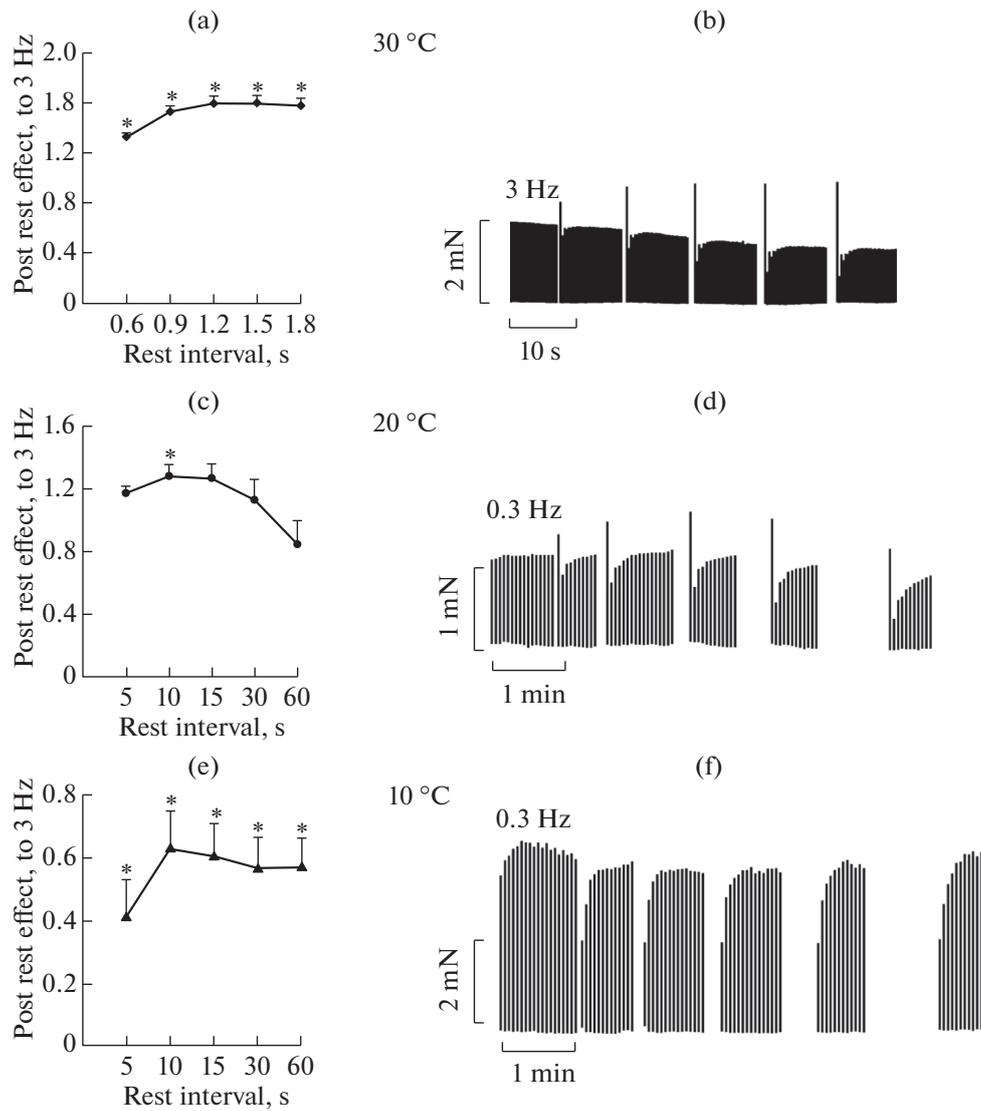 (a)
30 °C
(b)
Post rest effect, to 3 Hz
2.0
1.8
1.2
0.8
0.4
0
* * * * *
0.6 0.9 1.2 1.5 1.8
Rest interval, s
3 Hz
2 mN
10 s
(c)
20 °C
(d)
Post rest effect, to 3 Hz
1.6
1.2
0.8
0.4
0
*
5 10 15 30 60
Rest interval, s
0.3 Hz
1 mN
1 min
(e)
10 °C
(f)
Post rest effect, to 3 Hz
0.8
0.6
0.4
0.2
0
* * * * *
5 10 15 30 60
Rest interval, s
0.3 Hz
2 mN
1 min